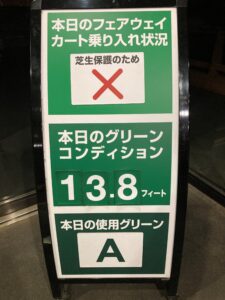 本日のフェアウェイ
カート乗り入れ状況
芝生保護のため
×
本日のグリーン
コンディション
13.8フィート
本日の使用グリーン
A